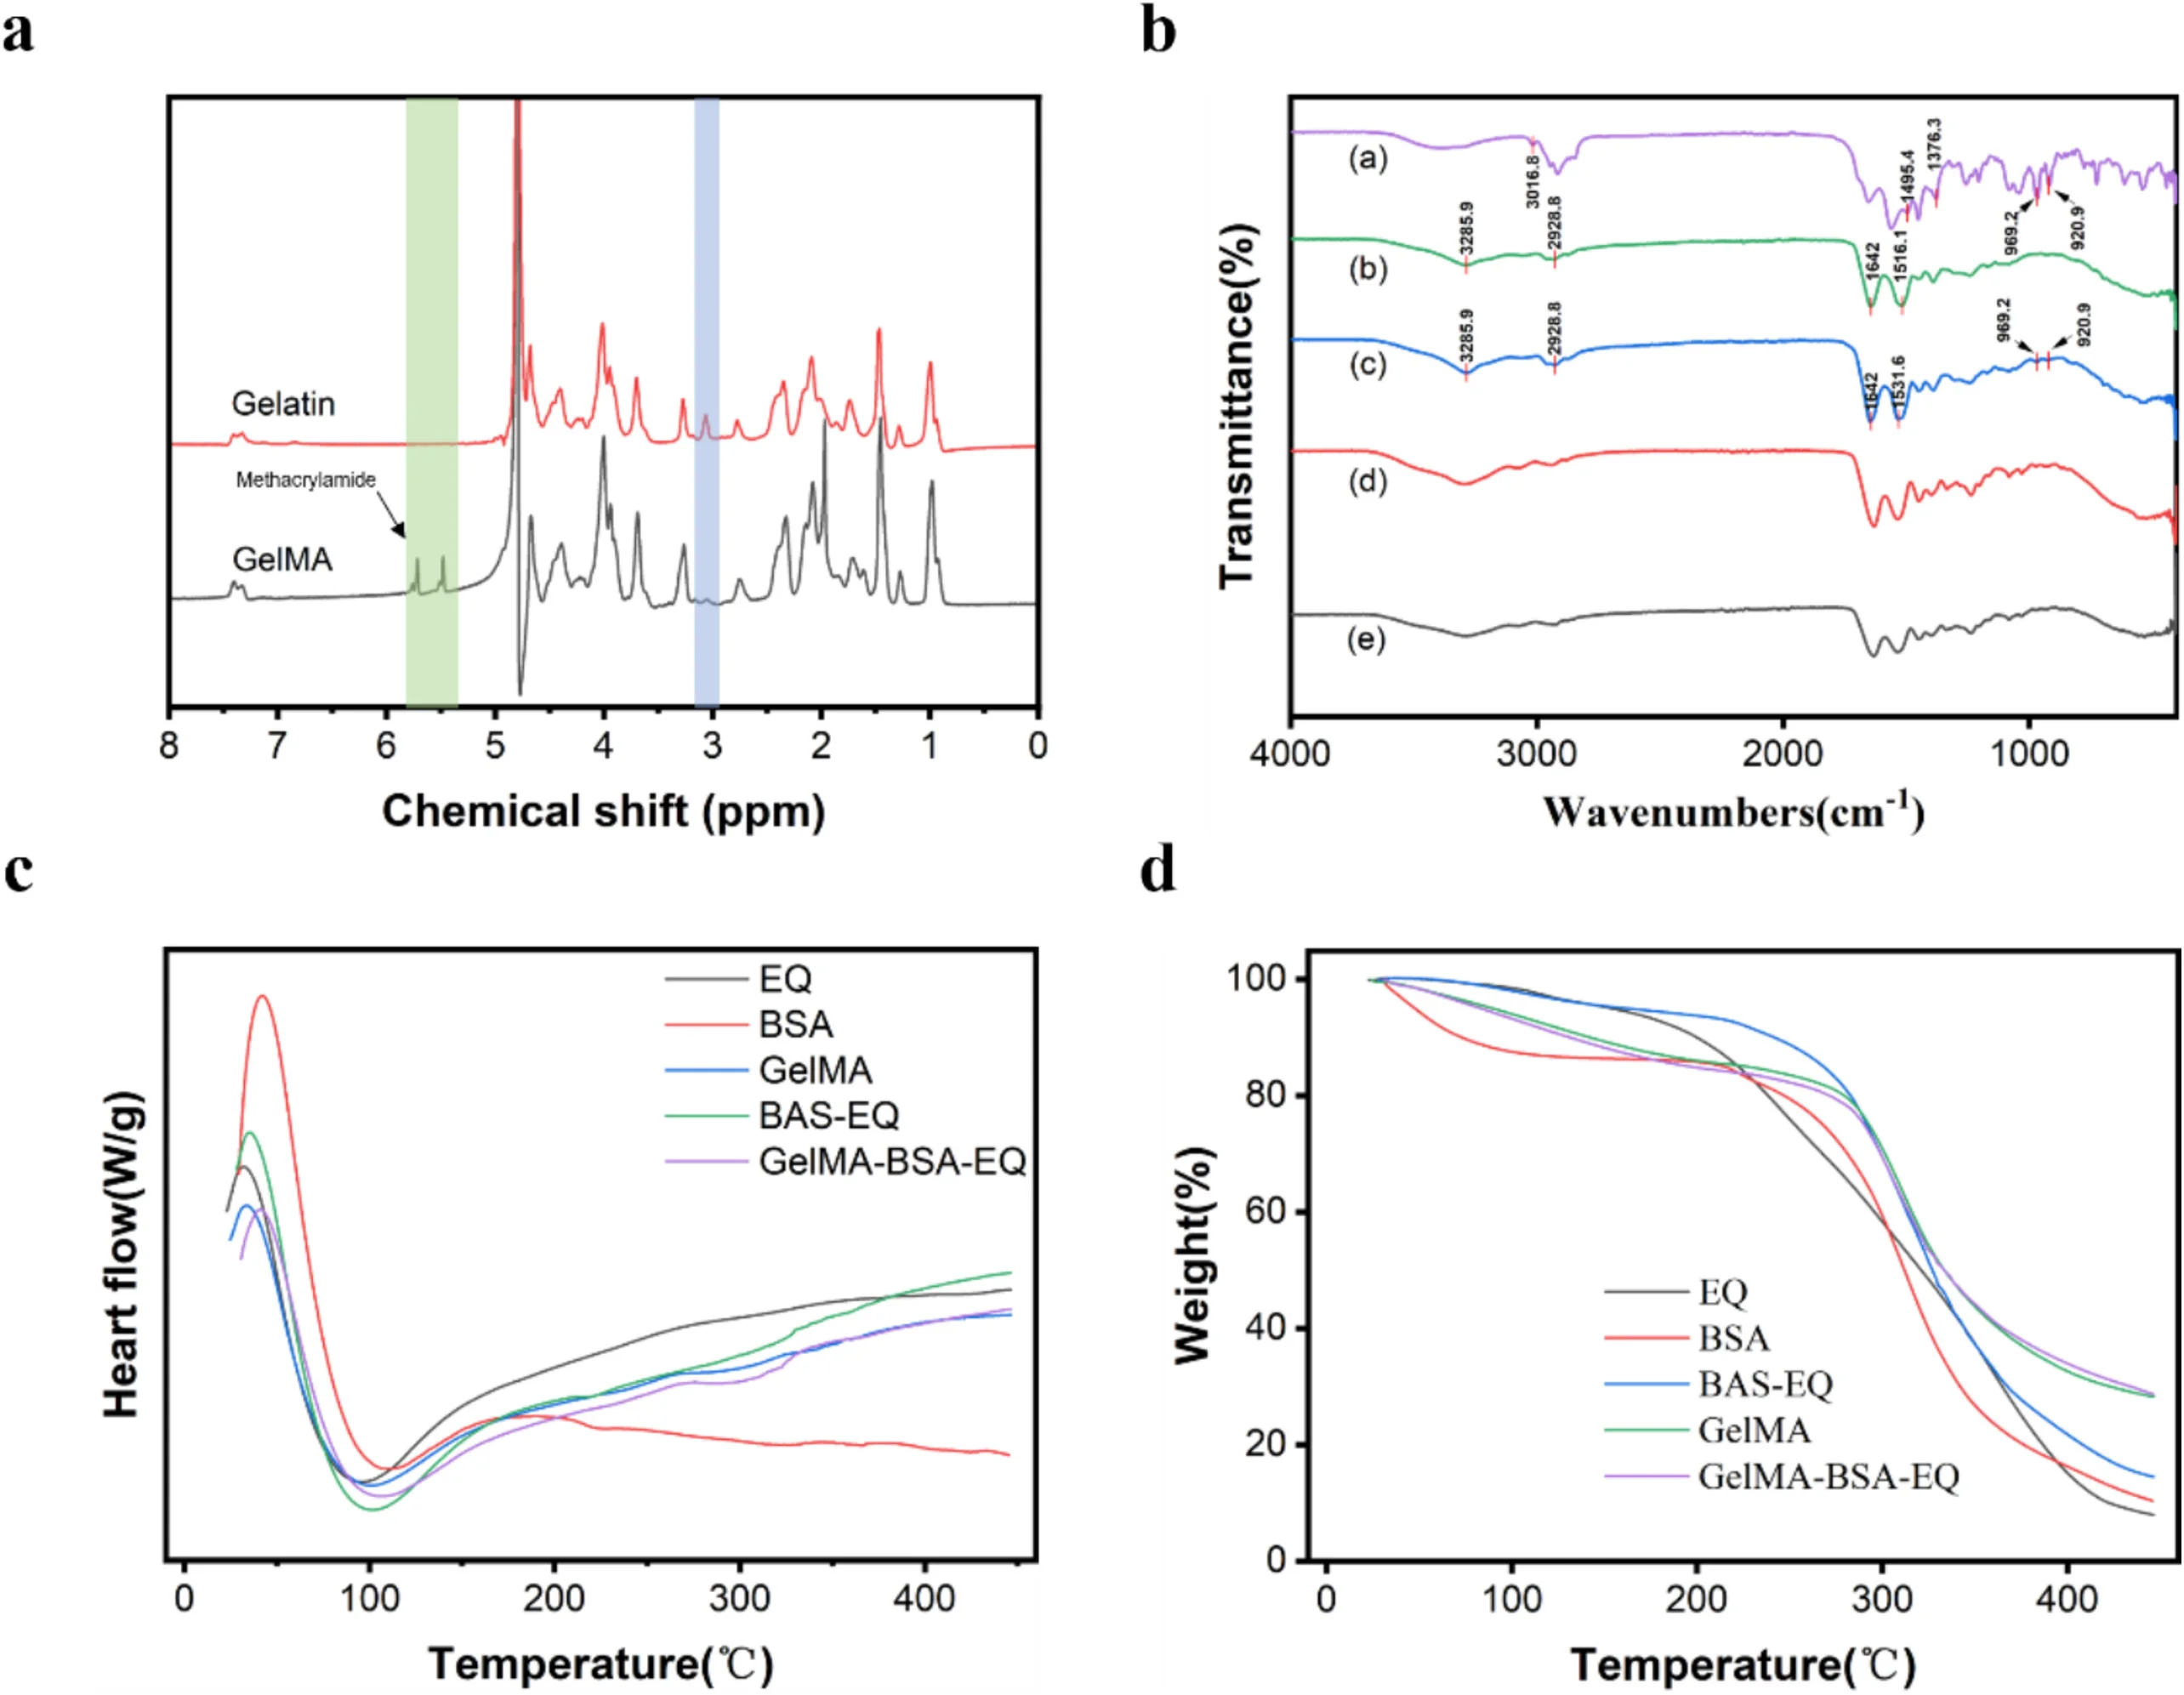 a
Gelatin
Methacrylamide
GelMA
8 7 6 5 4 3 2 1 0
Chemical shift (ppm)
b
Transmittance(%)
(a)
3016.8
1495.4
1376.3
969.2
920.9
(b)
3285.9
2928.8
1642
1516.1
(c)
3285.9
2928.8
1642
1531.6
969.2
920.9
(d)
(e)
4000 3000 2000 1000
Wavenumbers(cm⁻¹)
c
Heart flow(W/g)
EQ
BSA
GelMA
BAS-EQ
GelMA-BSA-EQ
0 100 200 300 400
Temperature(℃)
d
Weight(%)
100
80
60
40
20
0
EQ
BSA
BAS-EQ
GelMA
GelMA-BSA-EQ
0 100 200 300 400
Temperature(℃)